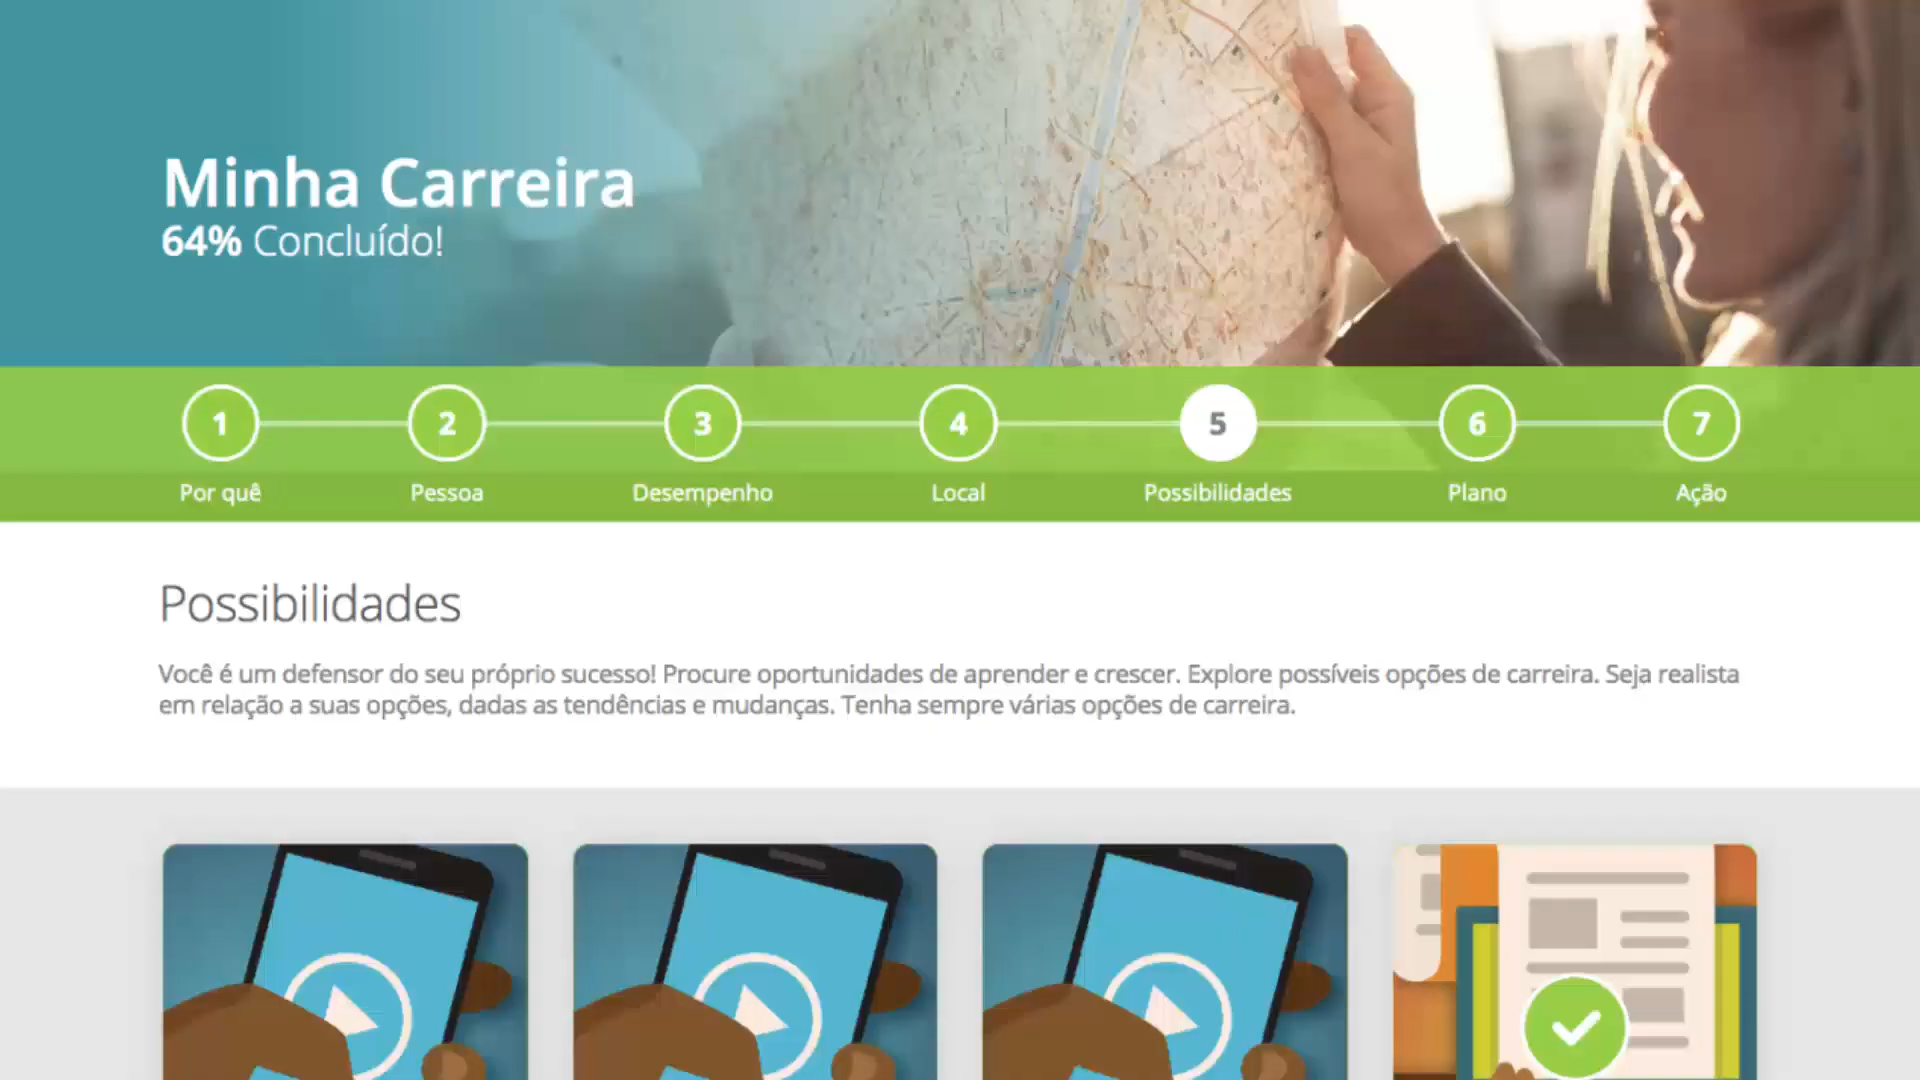 Minha Carreira
64% Concluído!
1 2 3 4 5 6 7
Por quê Pessoa Desempenho Local Possibilidades Plano Ação
Possibilidades
Você é um defensor do seu próprio sucesso! Procure oportunidades de aprender e crescer. Explore possíveis opções de carreira. Seja realista
em relação a suas opções, dadas as tendências e mudanças. Tenha sempre várias opções de carreira.